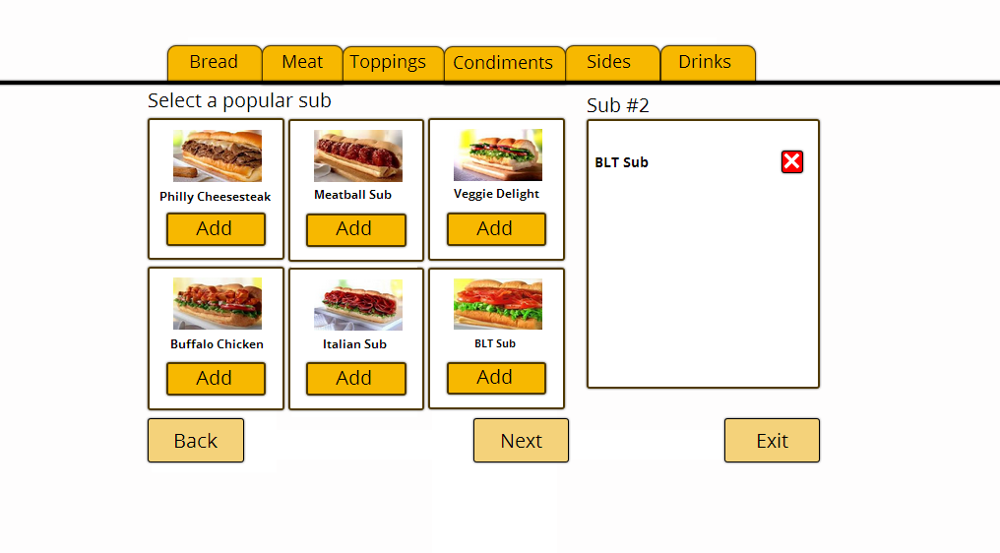 Bread Meat Toppings Condiments Sides Drinks
Select a popular sub
Sub #2
Philly Cheesesteak Meatball Sub Veggie Delight
Add Add Add
BLT Sub
Buffalo Chicken Italian Sub BLT Sub
Add Add Add
Back Next Exit